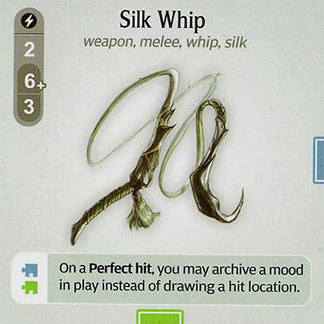 Silk Whip
weapon, melee, whip, silk
2
6+
3
On a Perfect hit, you may archive a mood
in play instead of drawing a hit location.